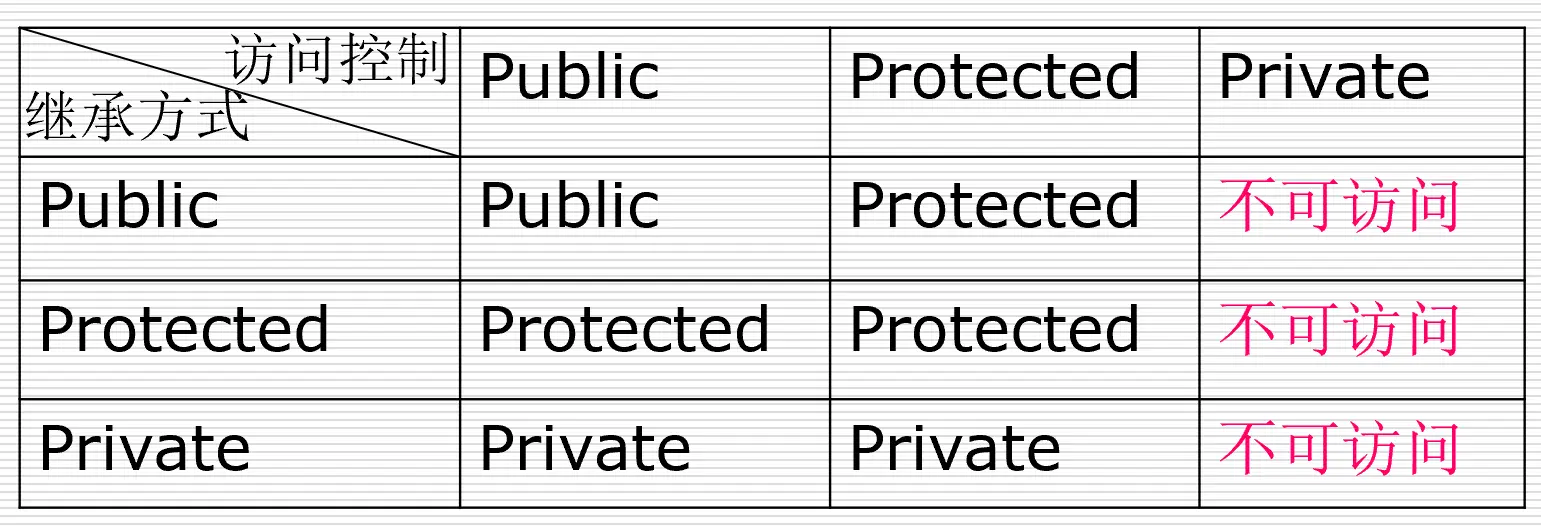 访问控制 Public Protected Private
继承方式
Public Public Protected 不可访问
Protected Protected Protected 不可访问
Private Private Private 不可访问